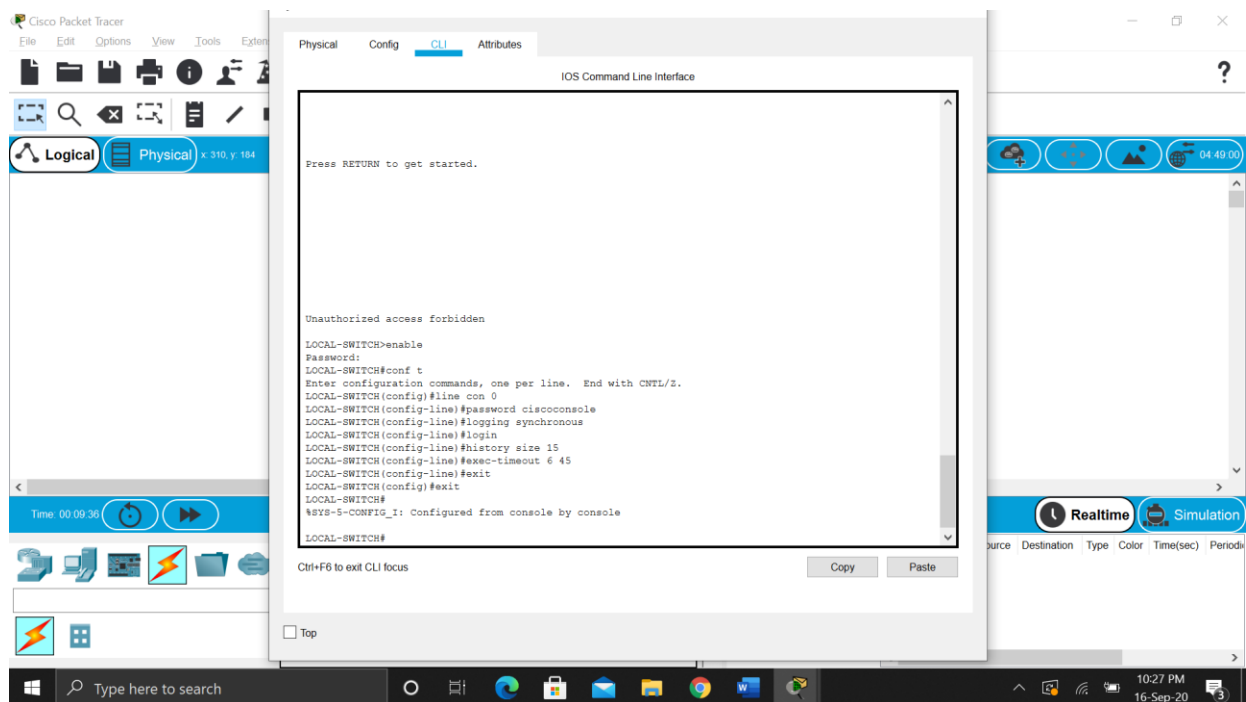 Cisco Packet Tracer
File Edit Options View Tools Exten
Physical Config CLI Attributes
IOS Command Line Interface
?
Logical Physical x: 310, y: 184
04:49:00
Press RETURN to get started.
Unauthorized access forbidden
LOCAL-SWITCH>enable
Password:
LOCAL-SWITCH#conf t
Enter configuration commands, one per line. End with CNTL/Z.
LOCAL-SWITCH(config)#line con 0
LOCAL-SWITCH(config-line)#password ciscoconsole
LOCAL-SWITCH(config-line)#logging synchronous
LOCAL-SWITCH(config-line)#login
LOCAL-SWITCH(config-line)#history size 15
LOCAL-SWITCH(config-line)#exec-timeout 6 45
LOCAL-SWITCH(config-line)#exit
LOCAL-SWITCH(config)#exit
LOCAL-SWITCH#
%SYS-5-CONFIG_I: Configured from console by console
LOCAL-SWITCH#
Time: 00:09:36
Realtime Simulation
ource Destination Type Color Time(sec) Periodi
Ctrl+F6 to exit CLI focus
Copy Paste
Top
Type here to search
10:27 PM
16-Sep-20
3